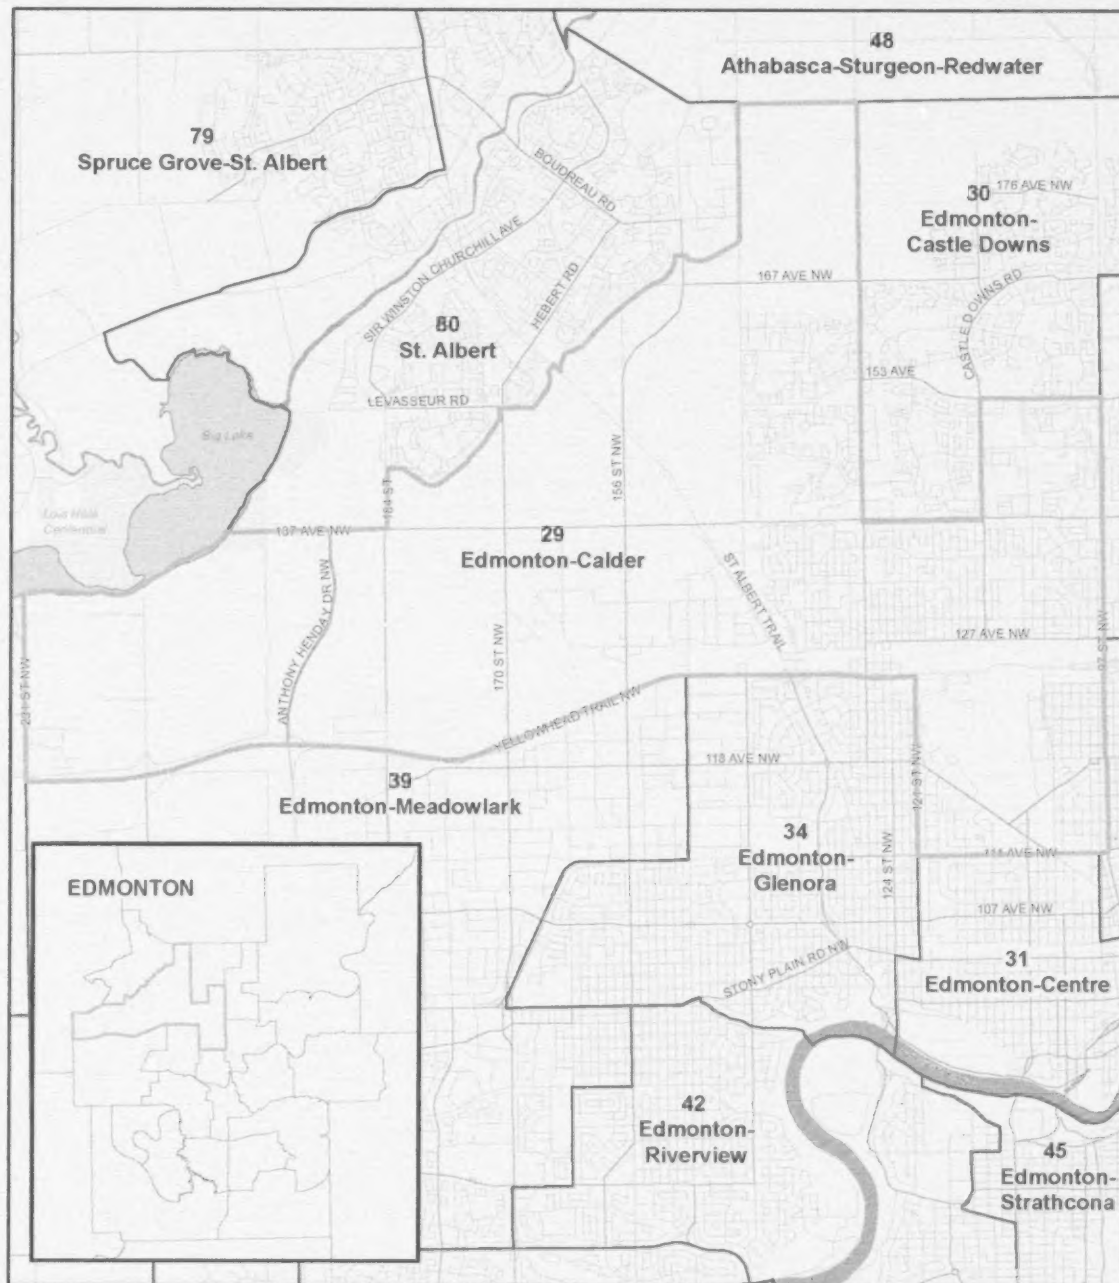 48
Athabasca-Sturgeon-Redwater
79
Spruce Grove-St. Albert
BOUDREAU RD
176 AVE NW
30
Edmonton-
Castle Downs
SIR WINSTON CHURCHILL AVE
HEBERT RD
167 AVE NW
CASTLE DOWNS RD
80
St. Albert
153 AVE
LEVASSEUR RD
Big Lake
156 ST NW
184 ST
Lois Hole
Centennial
137 AVE NW
29
Edmonton-Calder
ST ALBERT TRAIL
ANTHONY HENDAY DR NW
127 AVE NW
97 ST NW
170 ST NW
231 ST NW
YELLOWHEAD TRAIL NW
118 AVE NW
121 ST NW
39
Edmonton-Meadowlark
34
Edmonton-
Glenora
124 ST NW
111 AVE NW
107 AVE NW
EDMONTON
STONY PLAIN RD NW
31
Edmonton-Centre
42
Edmonton-
Riverview
45
Edmonton-
Strathcona